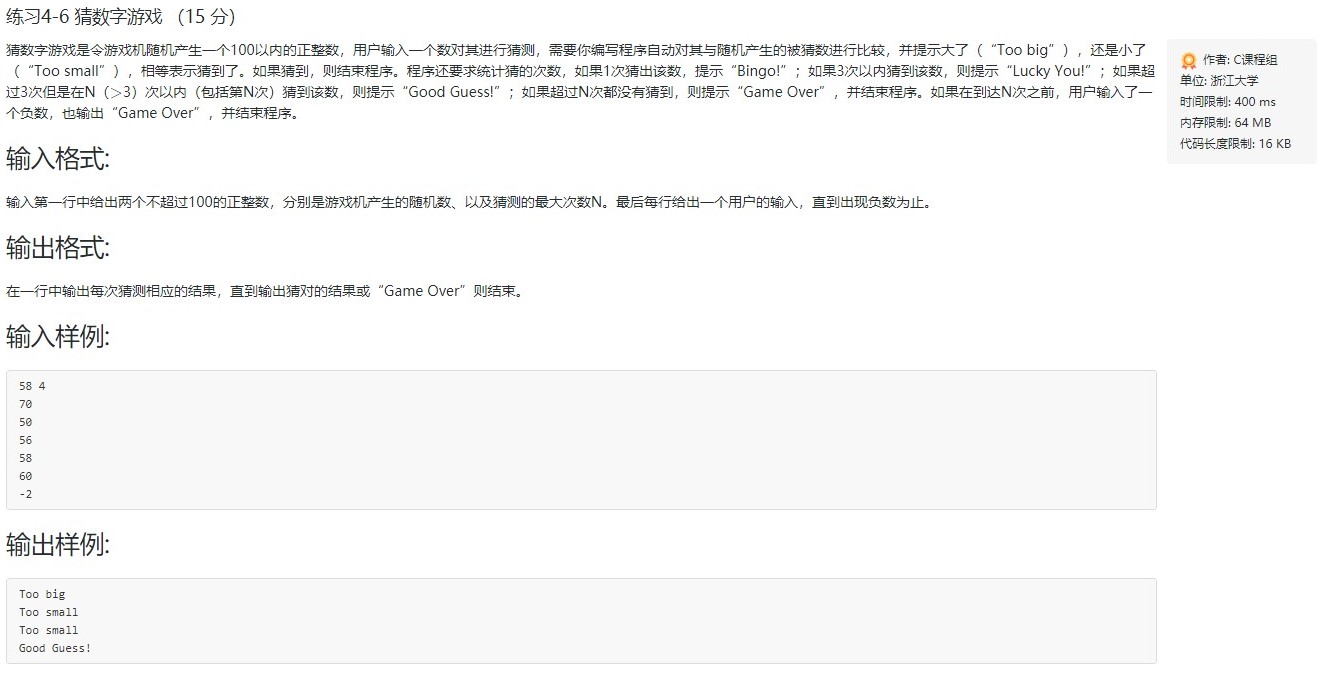 练习4-6 猜数字游戏 （15 分）
猜数字游戏是令游戏机随机产生一个100以内的正整数，用户输入一个数对其进行猜测，需要你编写程序自动对其与随机产生的被猜数进行比较，并提示大了（“Too big”），还是小了
（“Too small”），相等表示猜到了。如果猜到，则结束程序。程序还要求统计猜的次数，如果1次猜出该数，提示“Bingo!”；如果3次以内猜到该数，则提示“Lucky You!”；如果超
过3次但是在N（>3）次以内（包括第N次）猜到该数，则提示“Good Guess!”；如果超过N次都没有猜到，则提示“Game Over”，并结束程序。如果在到达N次之前，用户输入了一
个负数，也输出“Game Over”，并结束程序。
作者: C课程组
单位: 浙江大学
时间限制: 400 ms
内存限制: 64 MB
代码长度限制: 16 KB
输入格式:
输入第一行中给出两个不超过100的正整数，分别是游戏机产生的随机数、以及猜测的最大次数N。最后每行给出一个用户的输入，直到出现负数为止。
输出格式:
在一行中输出每次猜测相应的结果，直到输出猜对的结果或“Game Over”则结束。
输入样例:
58 4
70
50
56
58
60
-2
输出样例:
Too big
Too small
Too small
Good Guess!